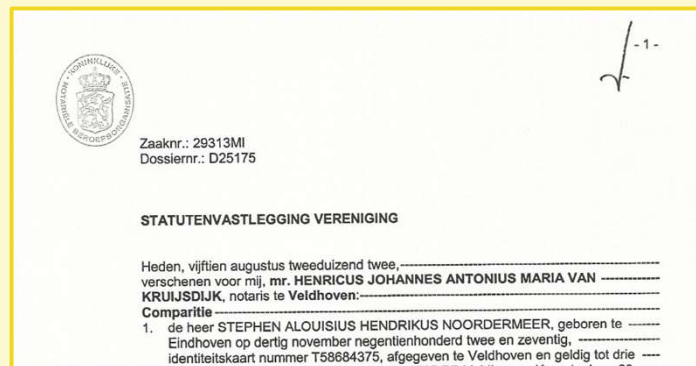 - 1 -
KONINKLIJKE NOTARIËLE BEROEPSORGANISATIE
Zaaknr.: 29313MI
Dossiernr.: D25175
STATUTENVASTLEGGING VERENIGING
Heden, vijftien augustus tweeduizend twee,
verschenen voor mij, mr. HENRICUS JOHANNES ANTONIUS MARIA VAN
KRUIJSDIJK, notaris te Veldhoven:
Comparitie
1. de heer STEPHEN ALOUISIUS HENDRIKUS NOORDERMEER, geboren te
Eindhoven op dertig november negentienhonderd twee en zeventig,
identiteitskaart nummer T58684375, afgegeven te Veldhoven en geldig tot drie